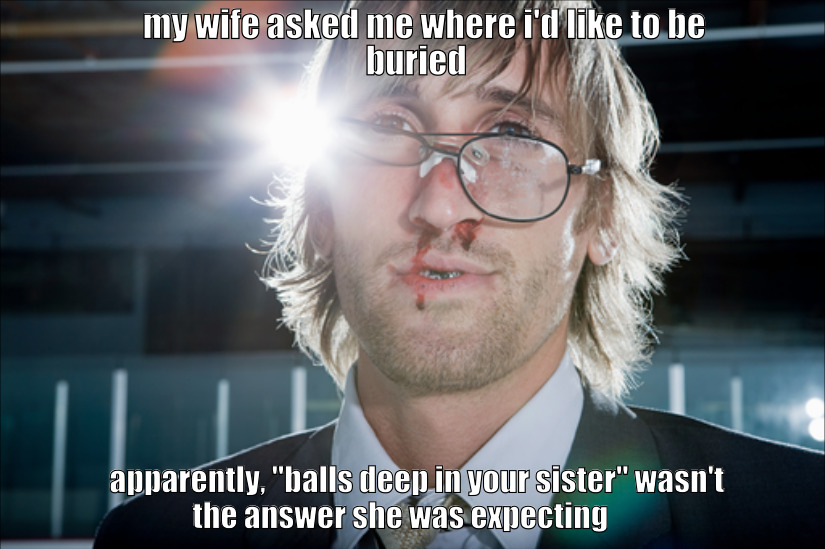 my wife asked me where i'd like to be
buried
apparently, "balls deep in your sister" wasn't
the answer she was expecting